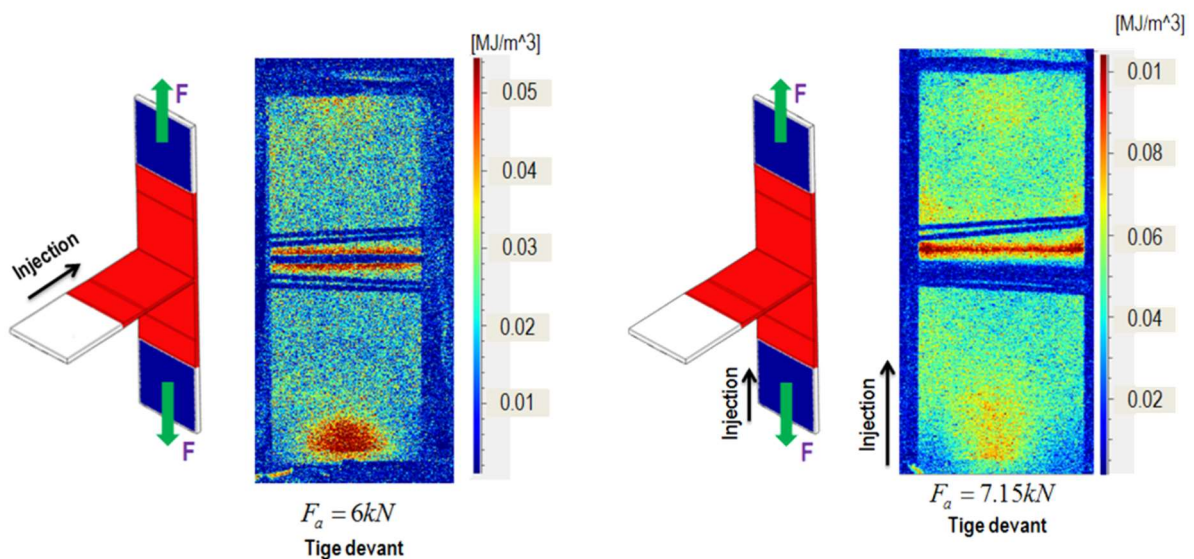 [MJ/m^3]
F
Injection
F
0.05
0.04
0.03
0.02
0.01
F_a = 6kN
Tige devant
[MJ/m^3]
F
Injection
F
Injection
0.01
0.08
0.06
0.04
0.02
F_a = 7.15kN
Tige devant